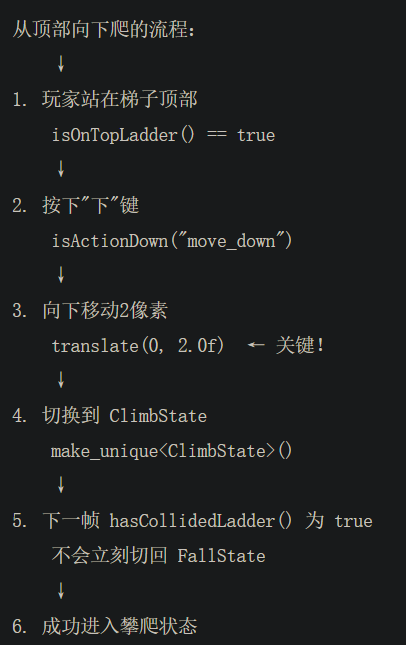 从顶部向下爬的流程：
↓
1. 玩家站在梯子顶部
isOnTopLadder() == true
↓
2. 按下"下"键
isActionDown("move_down")
↓
3. 向下移动2像素
translate(0, 2.0f) ← 关键！
↓
4. 切换到 ClimbState
make_unique<ClimbState>()
↓
5. 下一帧 hasCollidedLadder() 为 true
不会立刻切回 FallState
↓
6. 成功进入攀爬状态